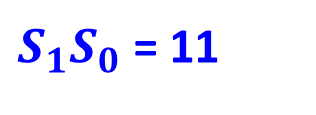 S₁S₀ = 11